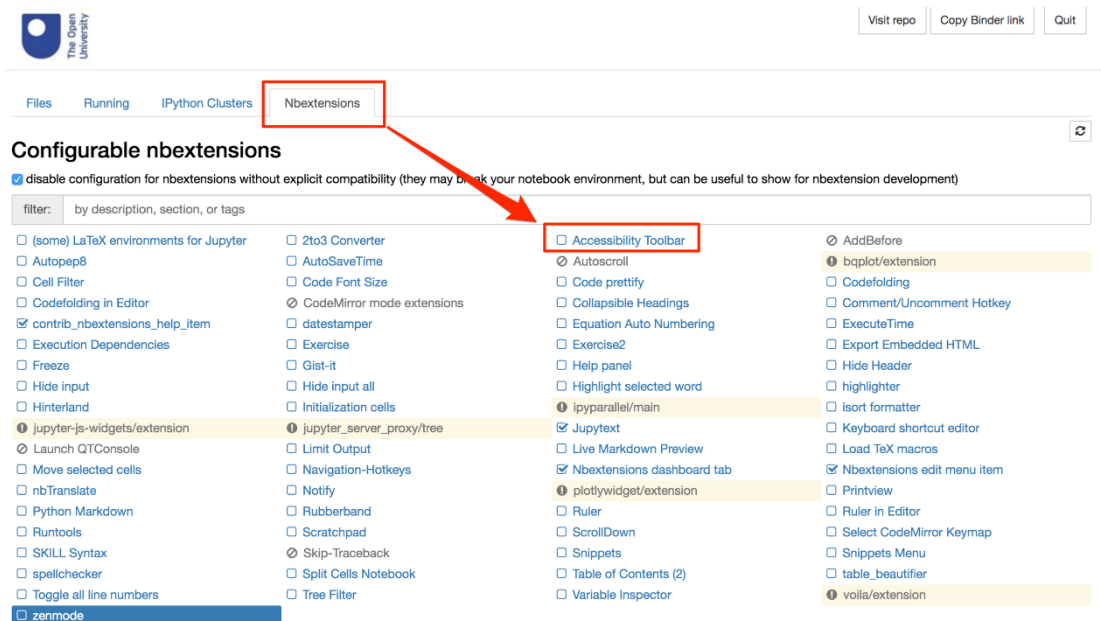 The Open
University
Visit repo
Copy Binder link
Quit
Files
Running
IPython Clusters
Nbextensions
Configurable nbextensions
disable configuration for nbextensions without explicit compatibility (they may break your notebook environment, but can be useful to show for nbextension development)
filter: by description, section, or tags
(some) LaTeX environments for Jupyter
2to3 Converter
Accessibility Toolbar
AddBefore
Autopep8
AutoSaveTime
Autoscroll
bqplot/extension
Cell Filter
Code Font Size
Code prettify
Codefolding
Codefolding in Editor
CodeMirror mode extensions
Collapsible Headings
Comment/Uncomment Hotkey
contrib_nbextensions_help_item
datestamper
Equation Auto Numbering
ExecuteTime
Execution Dependencies
Exercise
Exercise2
Export Embedded HTML
Freeze
Gist-it
Help panel
Hide Header
Hide input
Hide input all
Highlight selected word
highlighter
Hinterland
Initialization cells
ipyparallel/main
isort formatter
jupyter-js-widgets/extension
jupyter_server_proxy/tree
Jupytext
Keyboard shortcut editor
Launch QTConsole
Limit Output
Live Markdown Preview
Load TeX macros
Move selected cells
Navigation-Hotkeys
Nbextensions dashboard tab
Nbextensions edit menu item
nbTranslate
Notify
plotlywidget/extension
Printview
Python Markdown
Rubberband
Ruler
Ruler in Editor
Runtools
Scratchpad
ScrollDown
Select CodeMirror Keymap
SKILL Syntax
Skip-Traceback
Snippets
Snippets Menu
spellchecker
Split Cells Notebook
Table of Contents (2)
table_beautifier
Toggle all line numbers
Tree Filter
Variable Inspector
voila/extension
zenmode